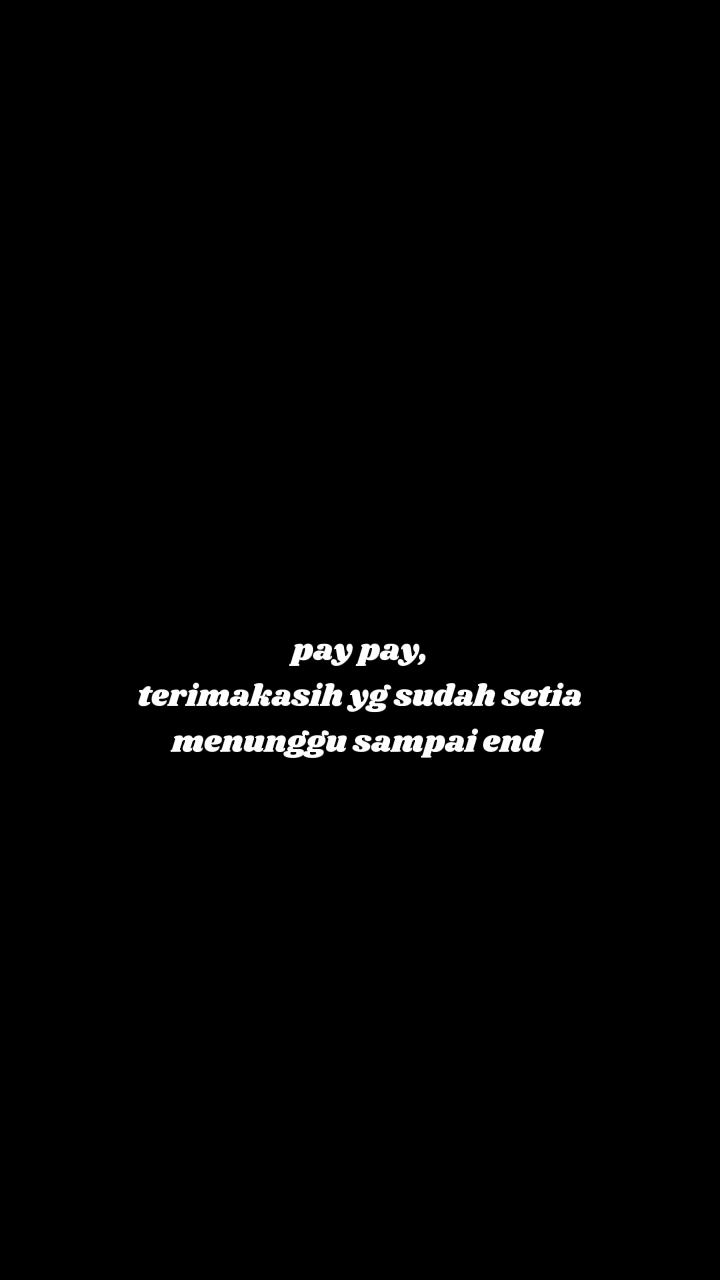 pay pay,
terimakasih yg sudah setia
menunggu sampai end